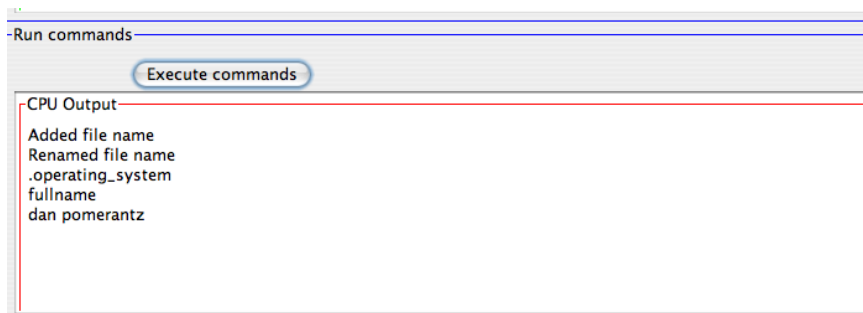 Run commands
Execute commands
CPU Output
Added file name
Renamed file name
.operating_system
fullname
dan pomerantz